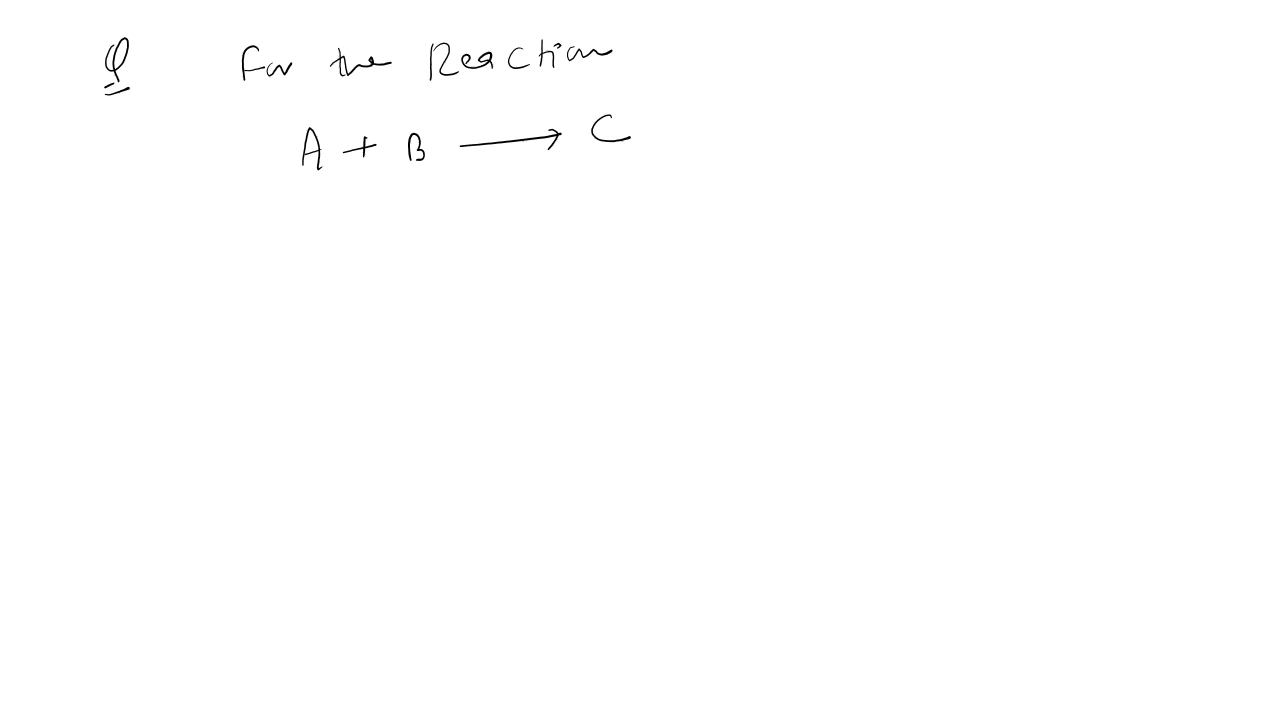 Q For the Reaction
A + B ⟶ C